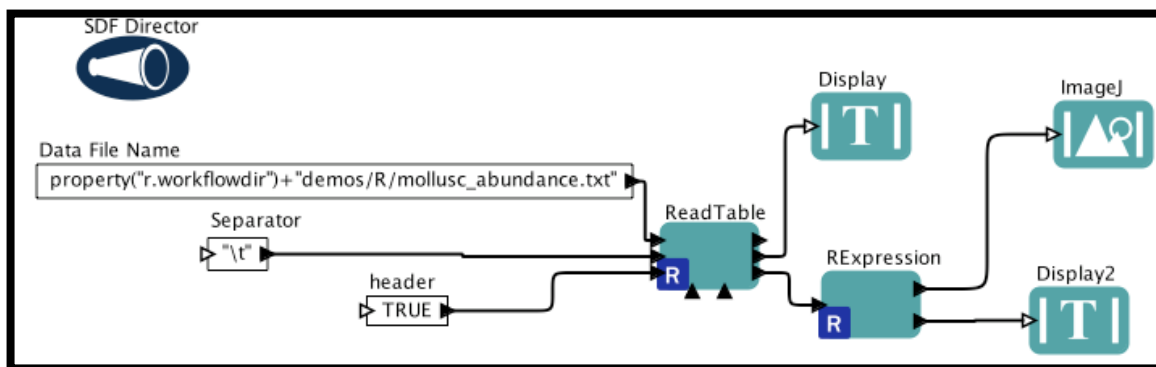 SDF Director
Display
ImageJ
Data File Name
property("r.workflowdir")+"demos/R/mollusc_abundance.txt"
Separator
"\t"
ReadTable
R
header
TRUE
RExpression
R
Display2
T
T